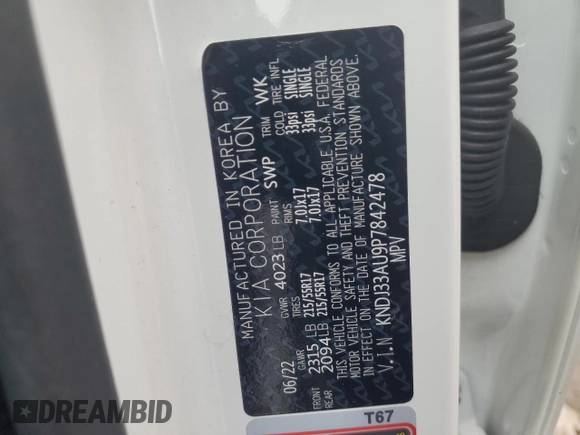 MANUFACTURED IN KOREA BY
KIA CORPORATION
06/22 GVWR 4023 LB PAINT SWP TRIM WK
GAWR TIRES RIMS COLD TIRE INFL
FRONT 2315 LB 215/55R17 7.0Jx17 33psi SINGLE
REAR 2094 LB 215/55R17 7.0Jx17 33psi SINGLE
THIS VEHICLE CONFORMS TO ALL APPLICABLE U.S.A. FEDERAL
MOTOR VEHICLE SAFETY AND THEFT PREVENTION STANDARDS
IN EFFECT ON THE DATE OF MANUFACTURE SHOWN ABOVE.
V.I.N KNDJ33AU9P7842478
MPV
T67
DREAMBID